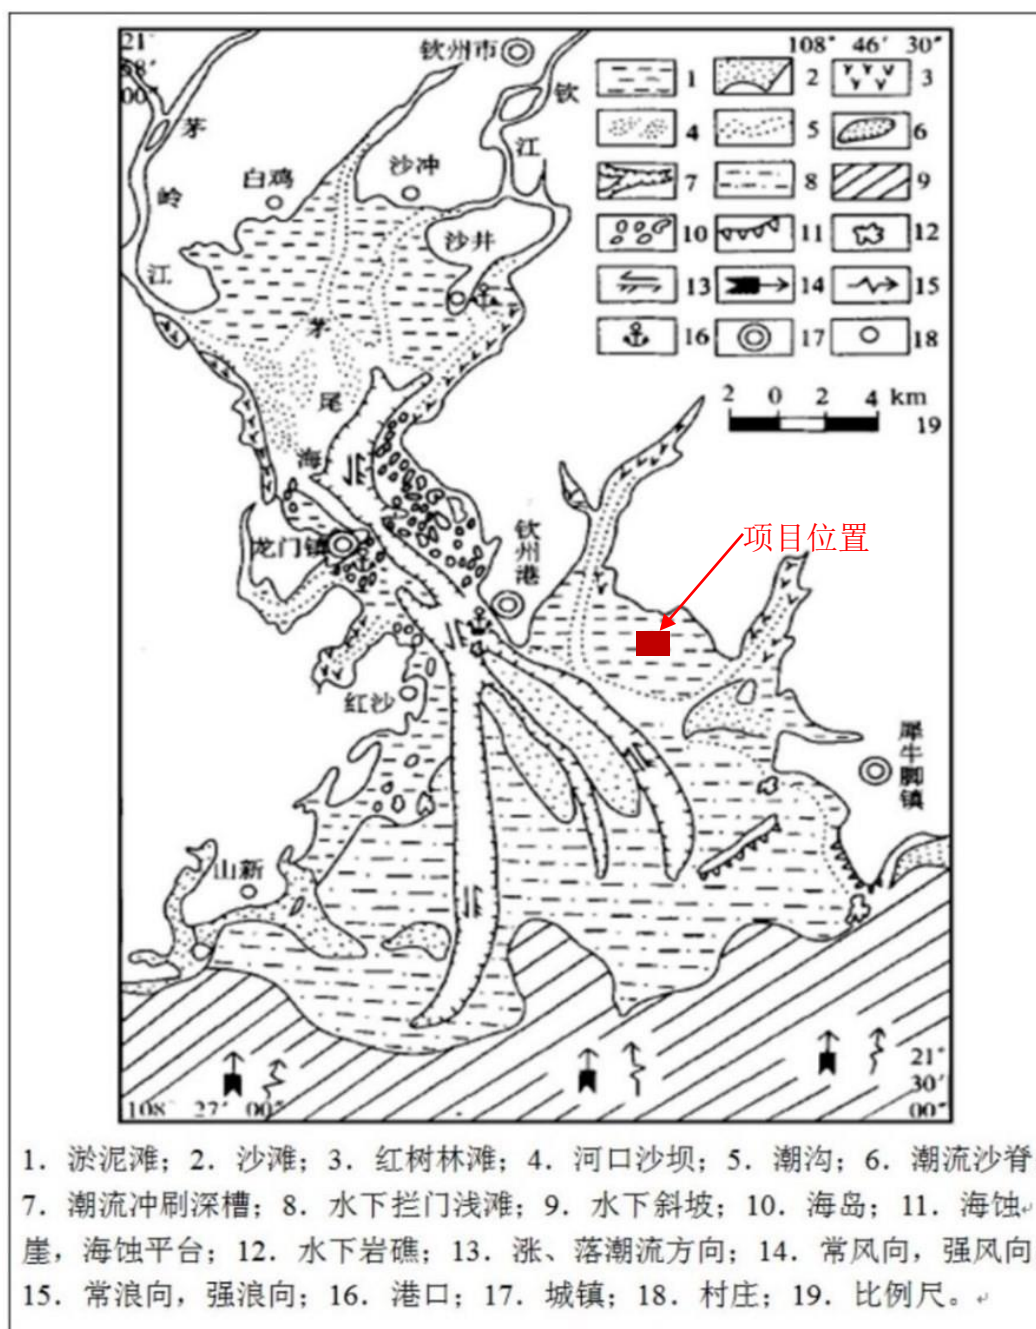 21°
58′
00″
钦州市
108° 46′ 30″
茅
岭
江
钦
江
白鸡
沙冲
沙井
茅
尾
海
1
2
3
4
5
6
7
8
9
10
11
12
13
14
15
16
17
18
2 0 2 4 km
19
龙门镇
钦州港
项目位置
红沙
犀牛脚镇
山新
21°
30′
00″
108° 27′ 00″
1. 淤泥滩；2. 沙滩；3. 红树林滩；4. 河口沙坝；5. 潮沟；6. 潮流沙脊
7. 潮流冲刷深槽；8. 水下拦门浅滩；9. 水下斜坡；10. 海岛；11. 海蚀
崖，海蚀平台；12. 水下岩礁；13. 涨、落潮流方向；14. 常风向，强风向
15. 常浪向，强浪向；16. 港口；17. 城镇；18. 村庄；19. 比例尺。